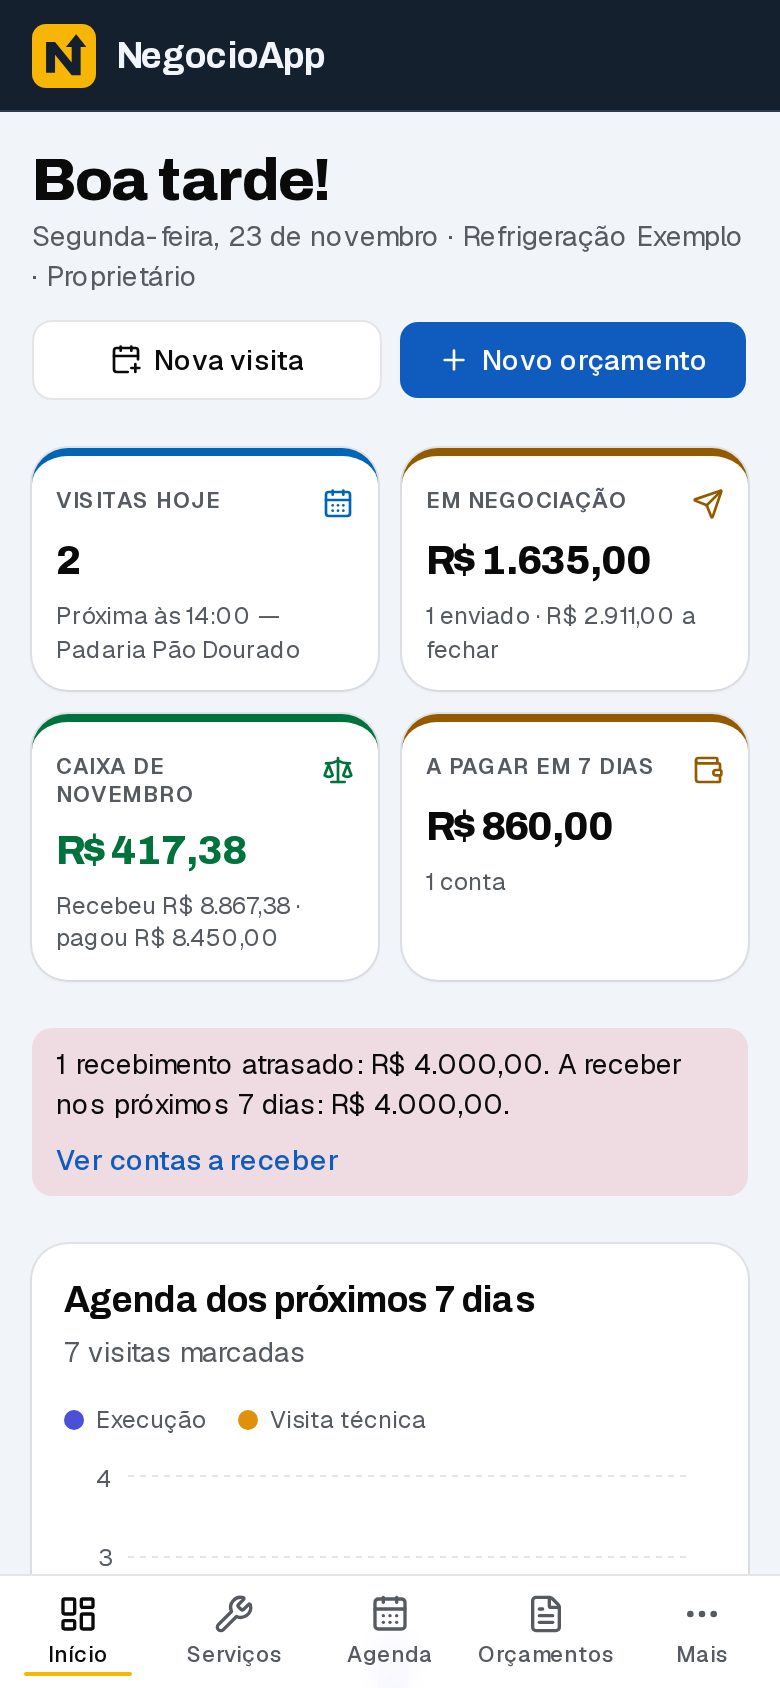 NegocioApp
Boa tarde!
Segunda-feira, 23 de novembro · Refrigeração Exemplo
· Proprietário
Nova visita
Novo orçamento
VISITAS HOJE
2
Próxima às 14:00 —
Padaria Pão Dourado
EM NEGOCIAÇÃO
R$ 1.635,00
1 enviado · R$ 2.911,00 a
fechar
CAIXA DE
NOVEMBRO
R$ 417,38
Recebeu R$ 8.867,38 ·
pagou R$ 8.450,00
A PAGAR EM 7 DIAS
R$ 860,00
1 conta
1 recebimento atrasado: R$ 4.000,00. A receber
nos próximos 7 dias: R$ 4.000,00.
Ver contas a receber
Agenda dos próximos 7 dias
7 visitas marcadas
Execução
Visita técnica
4
3
Início
Serviços
Agenda
Orçamentos
Mais